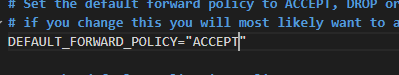 # Set the default forward policy to ACCEPT, DROP or
# if you change this you will most likely want to a
DEFAULT_FORWARD_POLICY="ACCEPT"